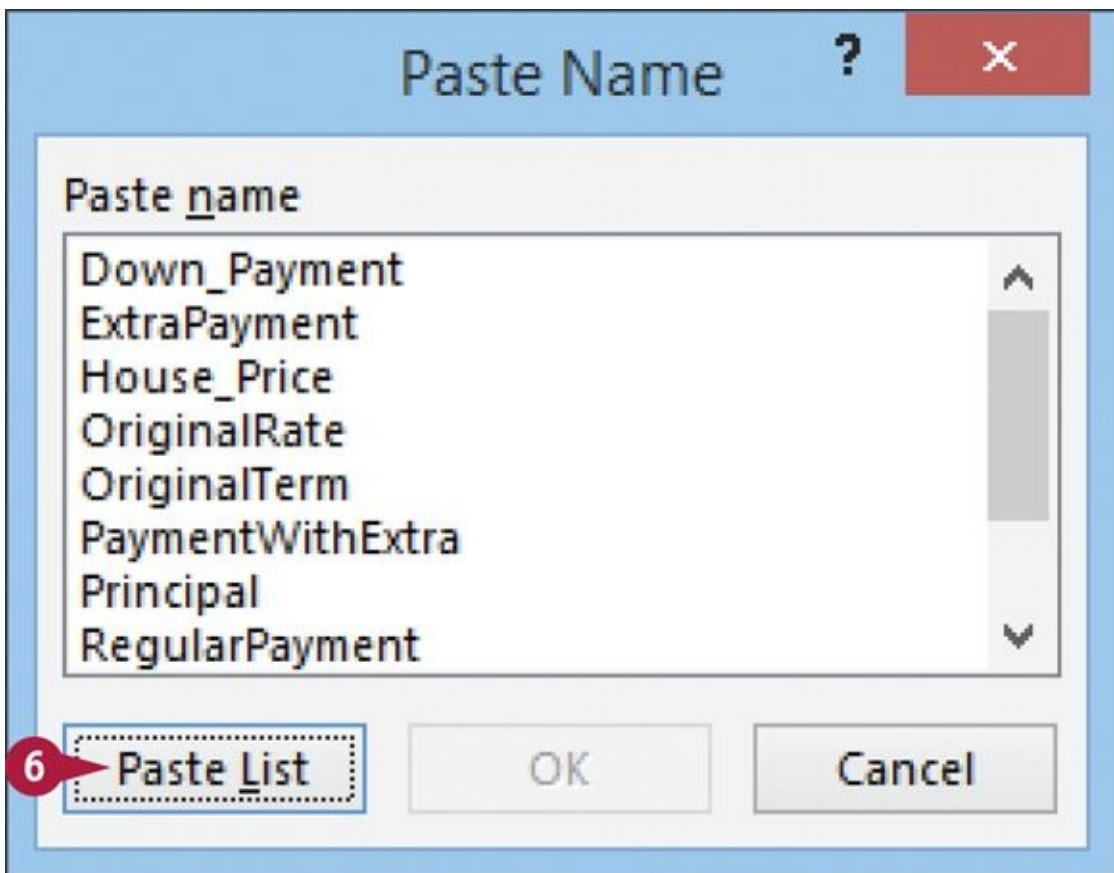 Paste Name ? ×
Paste name
Down_Payment
ExtraPayment
House_Price
OriginalRate
OriginalTerm
PaymentWithExtra
Principal
RegularPayment
6 Paste List OK Cancel